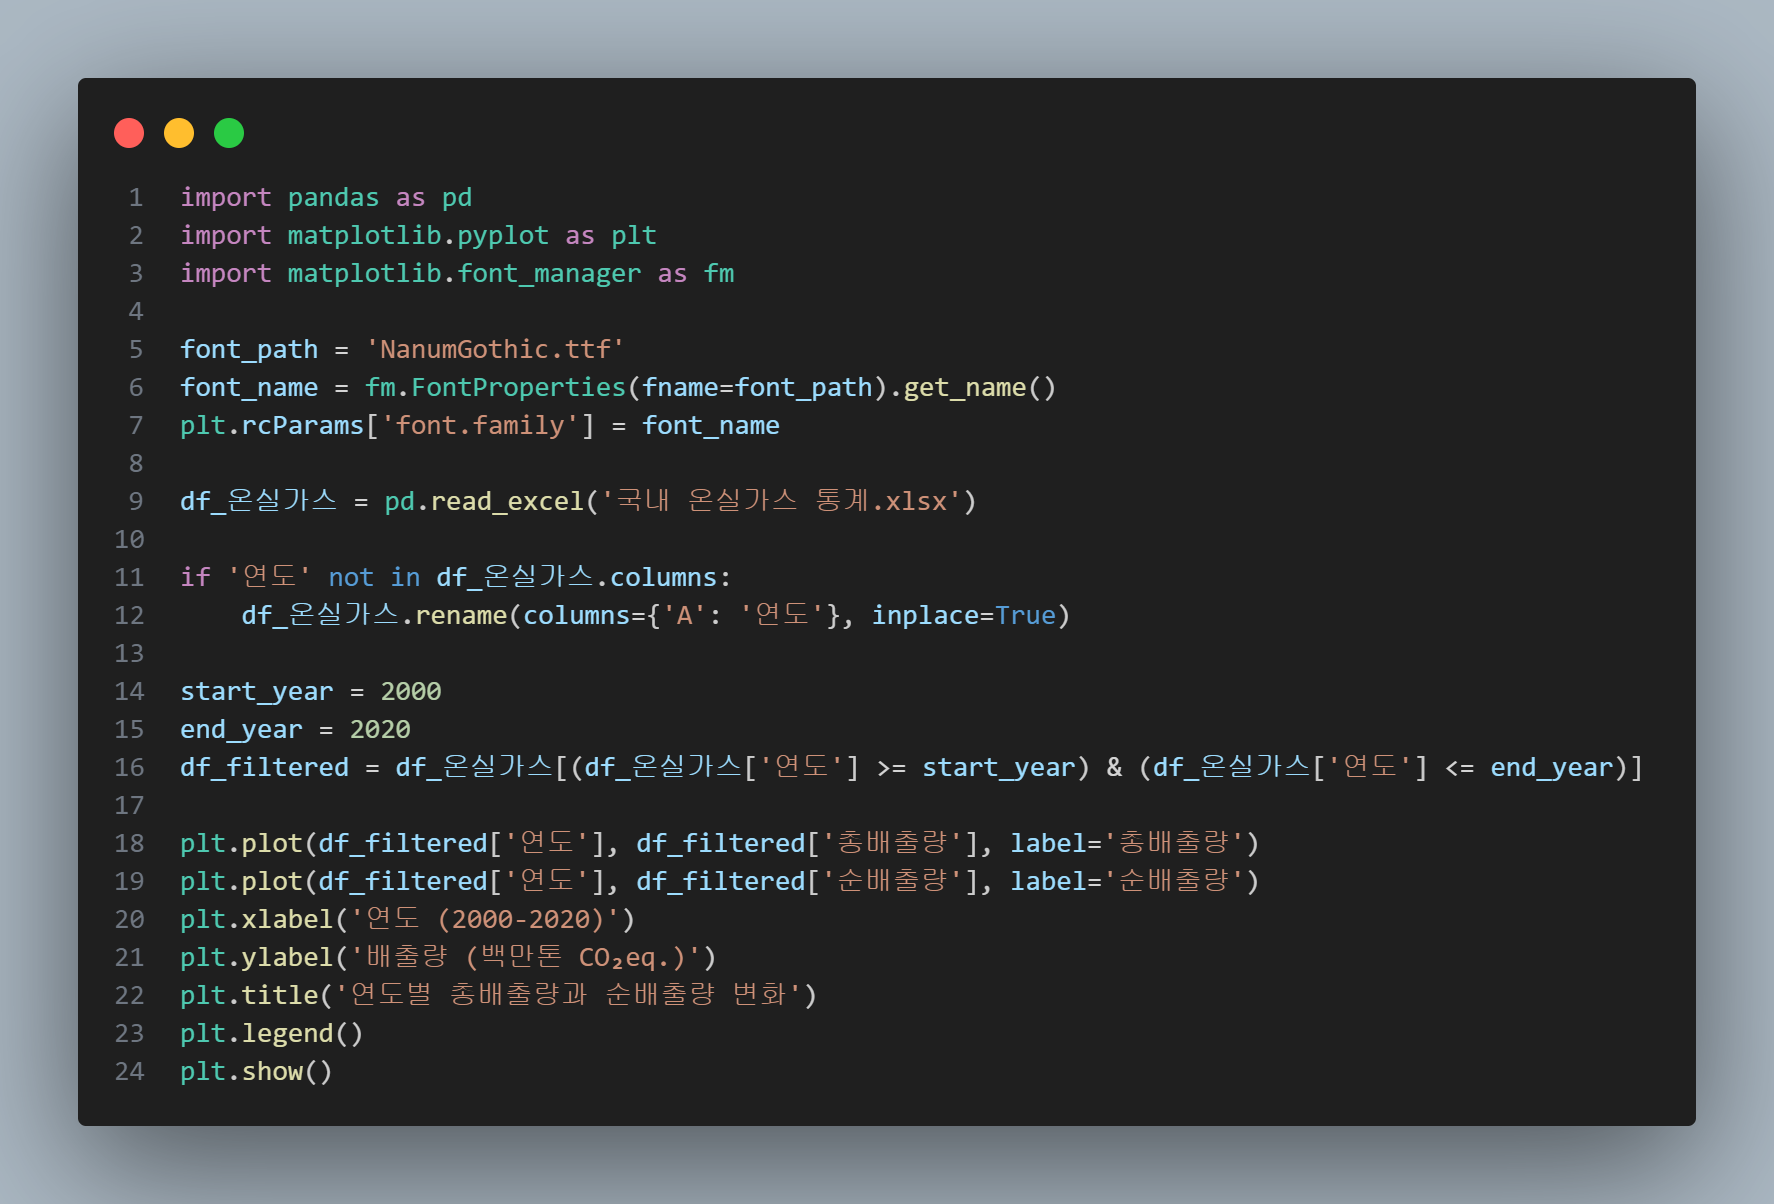 1 import pandas as pd
2 import matplotlib.pyplot as plt
3 import matplotlib.font_manager as fm
4
5 font_path = 'NanumGothic.ttf'
6 font_name = fm.FontProperties(fname=font_path).get_name()
7 plt.rcParams['font.family'] = font_name
8
9 df_온실가스 = pd.read_excel('국내 온실가스 통계.xlsx')
10
11 if '연도' not in df_온실가스.columns:
12     df_온실가스.rename(columns={'A': '연도'}, inplace=True)
13
14 start_year = 2000
15 end_year = 2020
16 df_filtered = df_온실가스[(df_온실가스['연도'] >= start_year) & (df_온실가스['연도'] <= end_year)]
17
18 plt.plot(df_filtered['연도'], df_filtered['총배출량'], label='총배출량')
19 plt.plot(df_filtered['연도'], df_filtered['순배출량'], label='순배출량')
20 plt.xlabel('연도 (2000-2020)')
21 plt.ylabel('배출량 (백만톤 CO₂eq.)')
22 plt.title('연도별 총배출량과 순배출량 변화')
23 plt.legend()
24 plt.show()